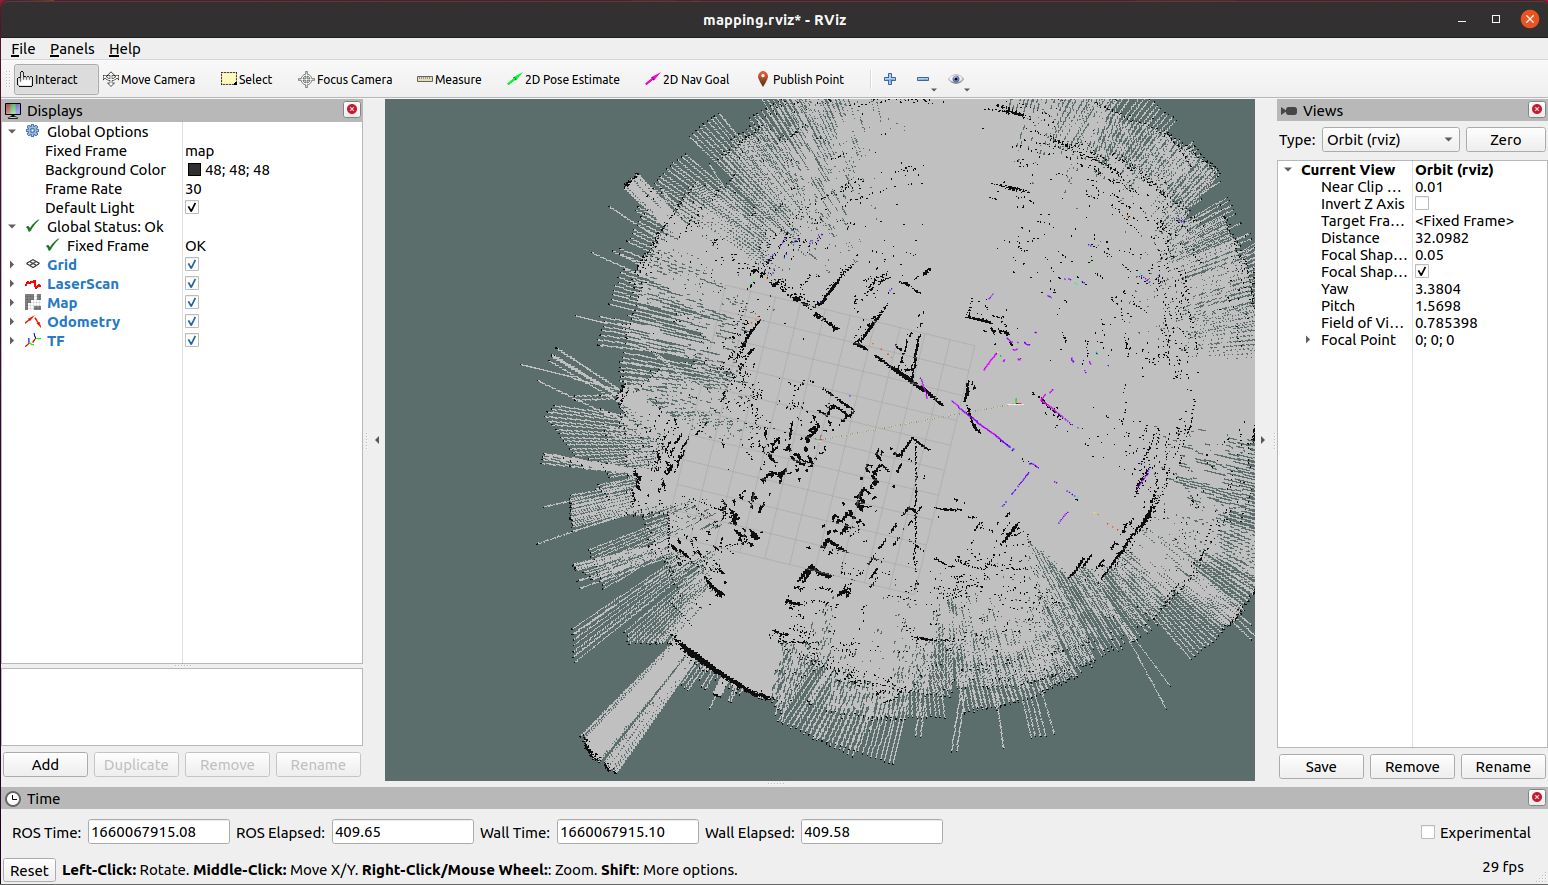 mapping.rviz* - RViz
File Panels Help
Interact Move Camera Select Focus Camera Measure 2D Pose Estimate 2D Nav Goal Publish Point
Displays
Global Options
Fixed Frame map
Background Color 48; 48; 48
Frame Rate 30
Default Light
Global Status: Ok
Fixed Frame OK
Grid
LaserScan
Map
Odometry
TF
Add Duplicate Remove Rename
Views
Type: Orbit (rviz) Zero
Current View Orbit (rviz)
Near Clip ... 0.01
Invert Z Axis
Target Fra... <Fixed Frame>
Distance 32.0982
Focal Shap... 0.05
Focal Shap...
Yaw 3.3804
Pitch 1.5698
Field of Vi... 0.785398
Focal Point 0; 0; 0
Save Remove Rename
Time
ROS Time: 1660067915.08 ROS Elapsed: 409.65 Wall Time: 1660067915.10 Wall Elapsed: 409.58 Experimental
Reset Left-Click: Rotate. Middle-Click: Move X/Y. Right-Click/Mouse Wheel:: Zoom. Shift: More options. 29 fps